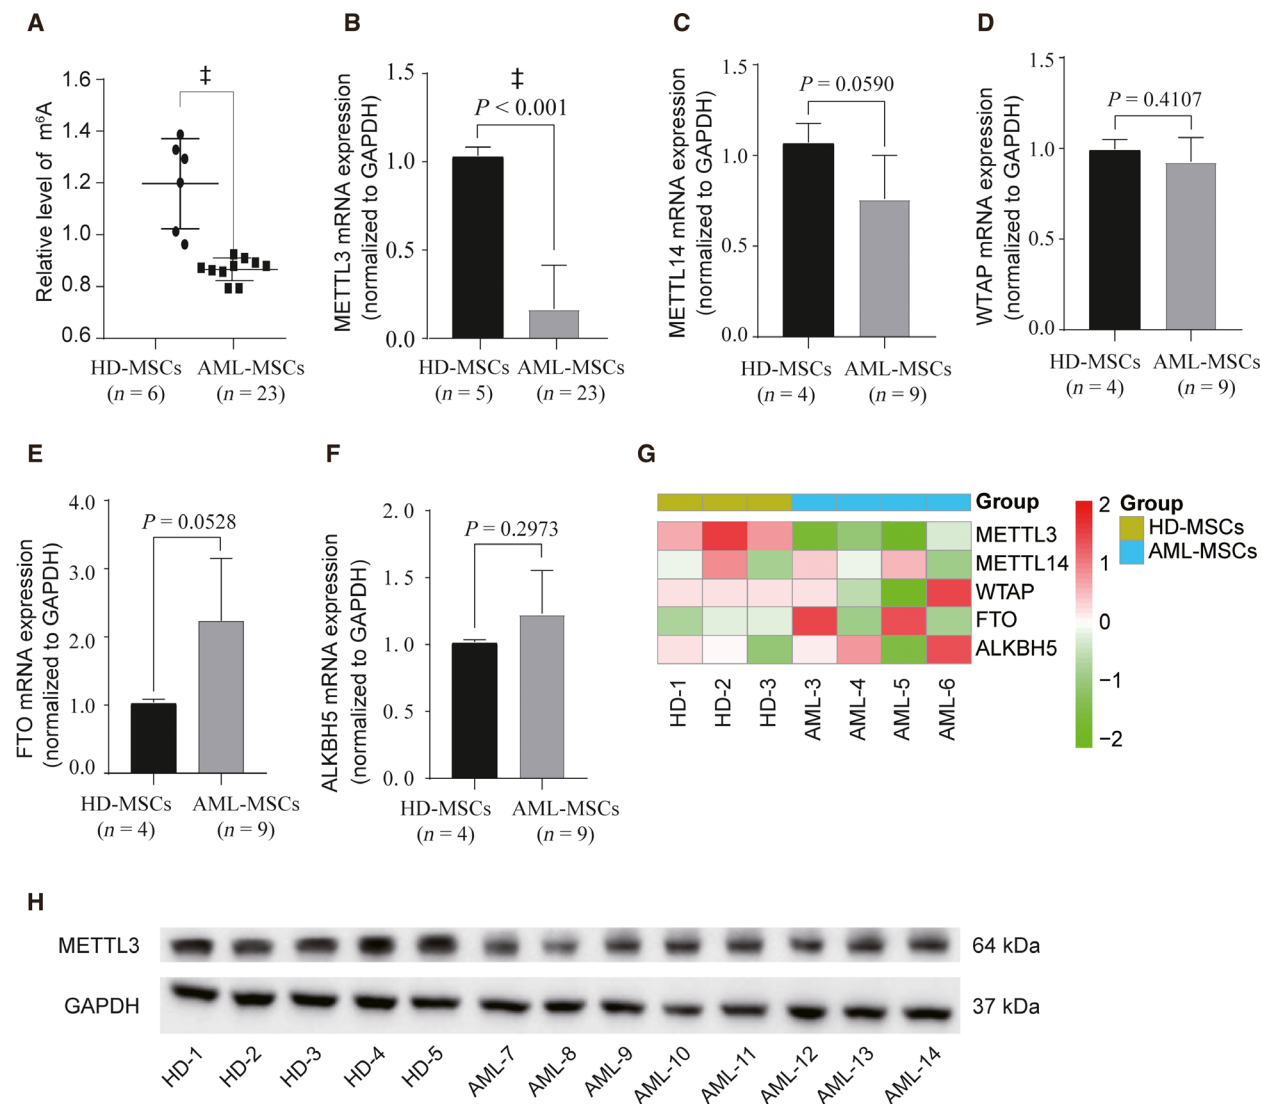 A
Relative level of m⁶A
1.6
1.4
1.2
1.0
0.8
0.6
‡
HD-MSCs
(n = 6)
AML-MSCs
(n = 23)
B
METTL3 mRNA expression
(normalized to GAPDH)
1.5
1.0
0.5
0.0
‡
P < 0.001
HD-MSCs
(n = 5)
AML-MSCs
(n = 23)
C
METTL14 mRNA expression
(normalized to GAPDH)
1.5
1.0
0.5
0.0
P = 0.0590
HD-MSCs
(n = 4)
AML-MSCs
(n = 9)
D
WTAP mRNA expression
(normalized to GAPDH)
1.5
1.0
0.5
0.0
P = 0.4107
HD-MSCs
(n = 4)
AML-MSCs
(n = 9)
E
FTO mRNA expression
(normalized to GAPDH)
4.0
3.0
2.0
1.0
0.0
P = 0.0528
HD-MSCs
(n = 4)
AML-MSCs
(n = 9)
F
ALKBH5 mRNA expression
(normalized to GAPDH)
2.0
1.5
1.0
0.5
0.0
P = 0.2973
HD-MSCs
(n = 4)
AML-MSCs
(n = 9)
G
Group
METTL3
METTL14
WTAP
FTO
ALKBH5
HD-1
HD-2
HD-3
AML-3
AML-4
AML-5
AML-6
2
1
0
−1
−2
Group
HD-MSCs
AML-MSCs
H
METTL3
64 kDa
GAPDH
37 kDa
HD-1
HD-2
HD-3
HD-4
HD-5
AML-7
AML-8
AML-9
AML-10
AML-11
AML-12
AML-13
AML-14